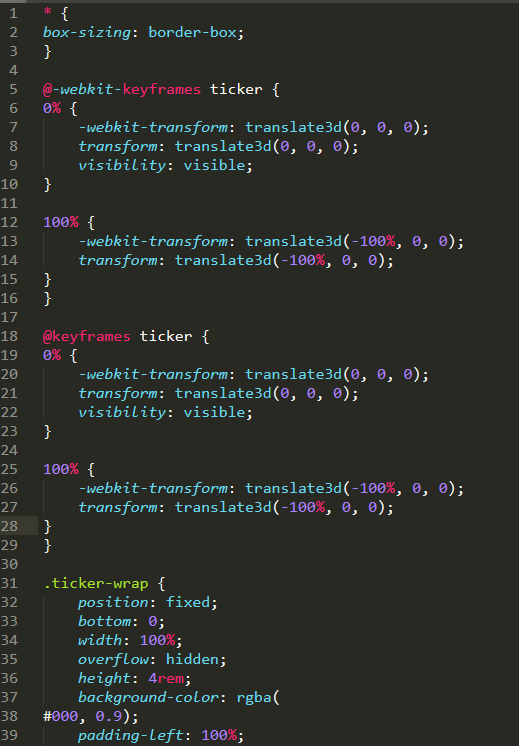 1 * {
2 box-sizing: border-box;
3 }
4
5 @-webkit-keyframes ticker {
6 0% {
7     -webkit-transform: translate3d(0, 0, 0);
8     transform: translate3d(0, 0, 0);
9     visibility: visible;
10 }
11
12 100% {
13     -webkit-transform: translate3d(-100%, 0, 0);
14     transform: translate3d(-100%, 0, 0);
15 }
16 }
17
18 @keyframes ticker {
19 0% {
20     -webkit-transform: translate3d(0, 0, 0);
21     transform: translate3d(0, 0, 0);
22     visibility: visible;
23 }
24
25 100% {
26     -webkit-transform: translate3d(-100%, 0, 0);
27     transform: translate3d(-100%, 0, 0);
28 }
29 }
30
31 .ticker-wrap {
32     position: fixed;
33     bottom: 0;
34     width: 100%;
35     overflow: hidden;
36     height: 4rem;
37     background-color: rgba(
38 #000, 0.9);
39     padding-left: 100%;